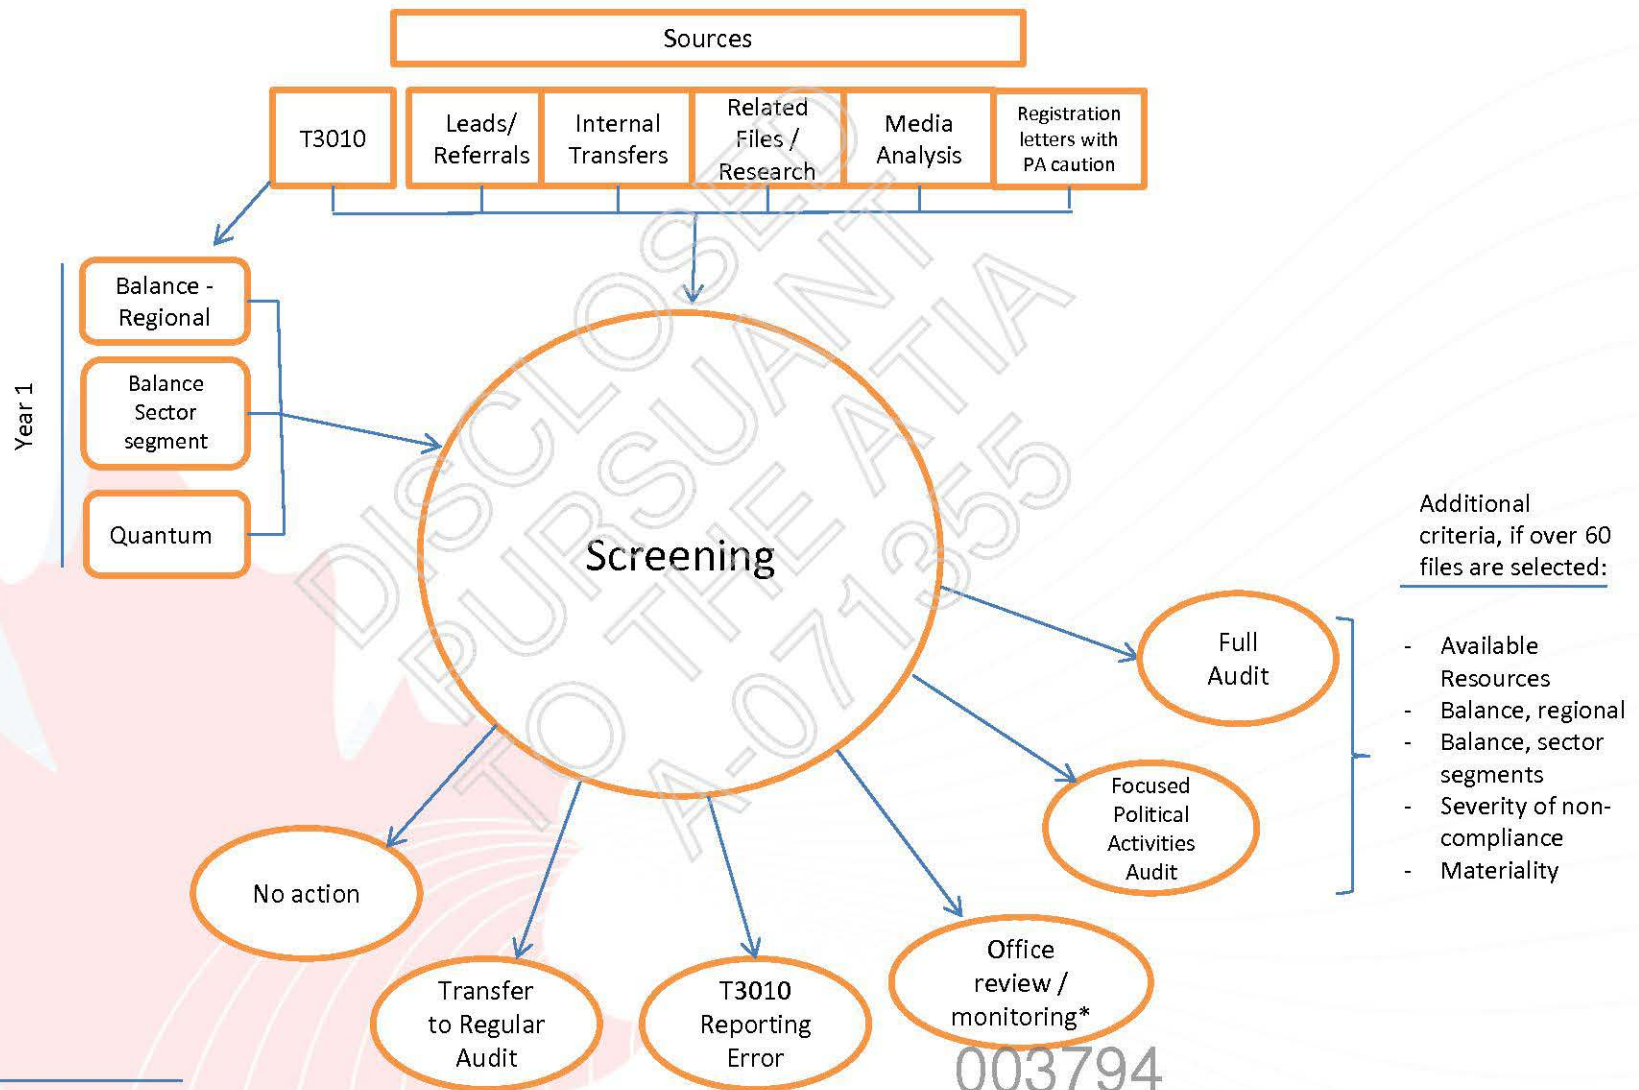 Sources
T3010
Leads/
Referrals
Internal
Transfers
Related
Files /
Research
Media
Analysis
Registration
letters with
PA caution
Year 1
Balance -
Regional
Balance
Sector
segment
Quantum
Screening
DISCLOSED
PURSUANT
TO THE ATIA
A-071355
Additional
criteria, if over 60
files are selected:
- Available
Resources
- Balance, regional
- Balance, sector
segments
- Severity of non-
compliance
- Materiality
Full
Audit
Focused
Political
Activities
Audit
Office
review /
monitoring*
T3010
Reporting
Error
Transfer
to Regular
Audit
No action
003794